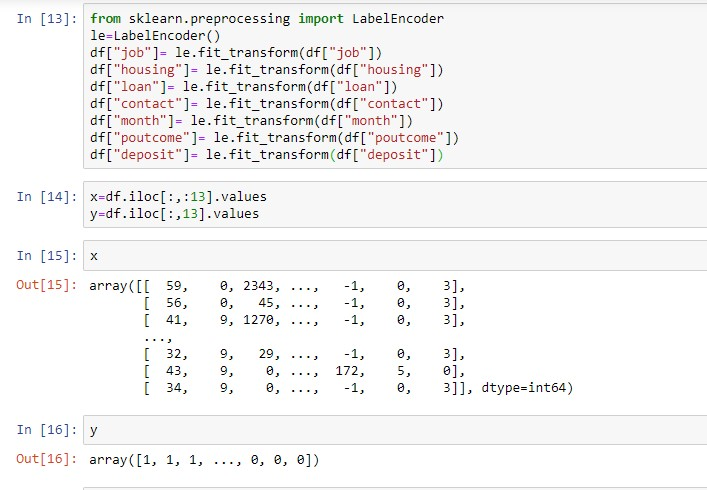 In [13]: from sklearn.preprocessing import LabelEncoder
le=LabelEncoder()
df["job"]= le.fit_transform(df["job"])
df["housing"]= le.fit_transform(df["housing"])
df["loan"]= le.fit_transform(df["loan"])
df["contact"]= le.fit_transform(df["contact"])
df["month"]= le.fit_transform(df["month"])
df["poutcome"]= le.fit_transform(df["poutcome"])
df["deposit"]= le.fit_transform(df["deposit"])
In [14]: x=df.iloc[:,:13].values
y=df.iloc[:,13].values
In [15]: x
Out[15]: array([[ 59, 0, 2343, ..., -1, 0, 3],
[ 56, 0, 45, ..., -1, 0, 3],
[ 41, 9, 1270, ..., -1, 0, 3],
...,
[ 32, 9, 29, ..., -1, 0, 3],
[ 43, 9, 0, ..., 172, 5, 0],
[ 34, 9, 0, ..., -1, 0, 3]], dtype=int64)
In [16]: y
Out[16]: array([1, 1, 1, ..., 0, 0, 0])